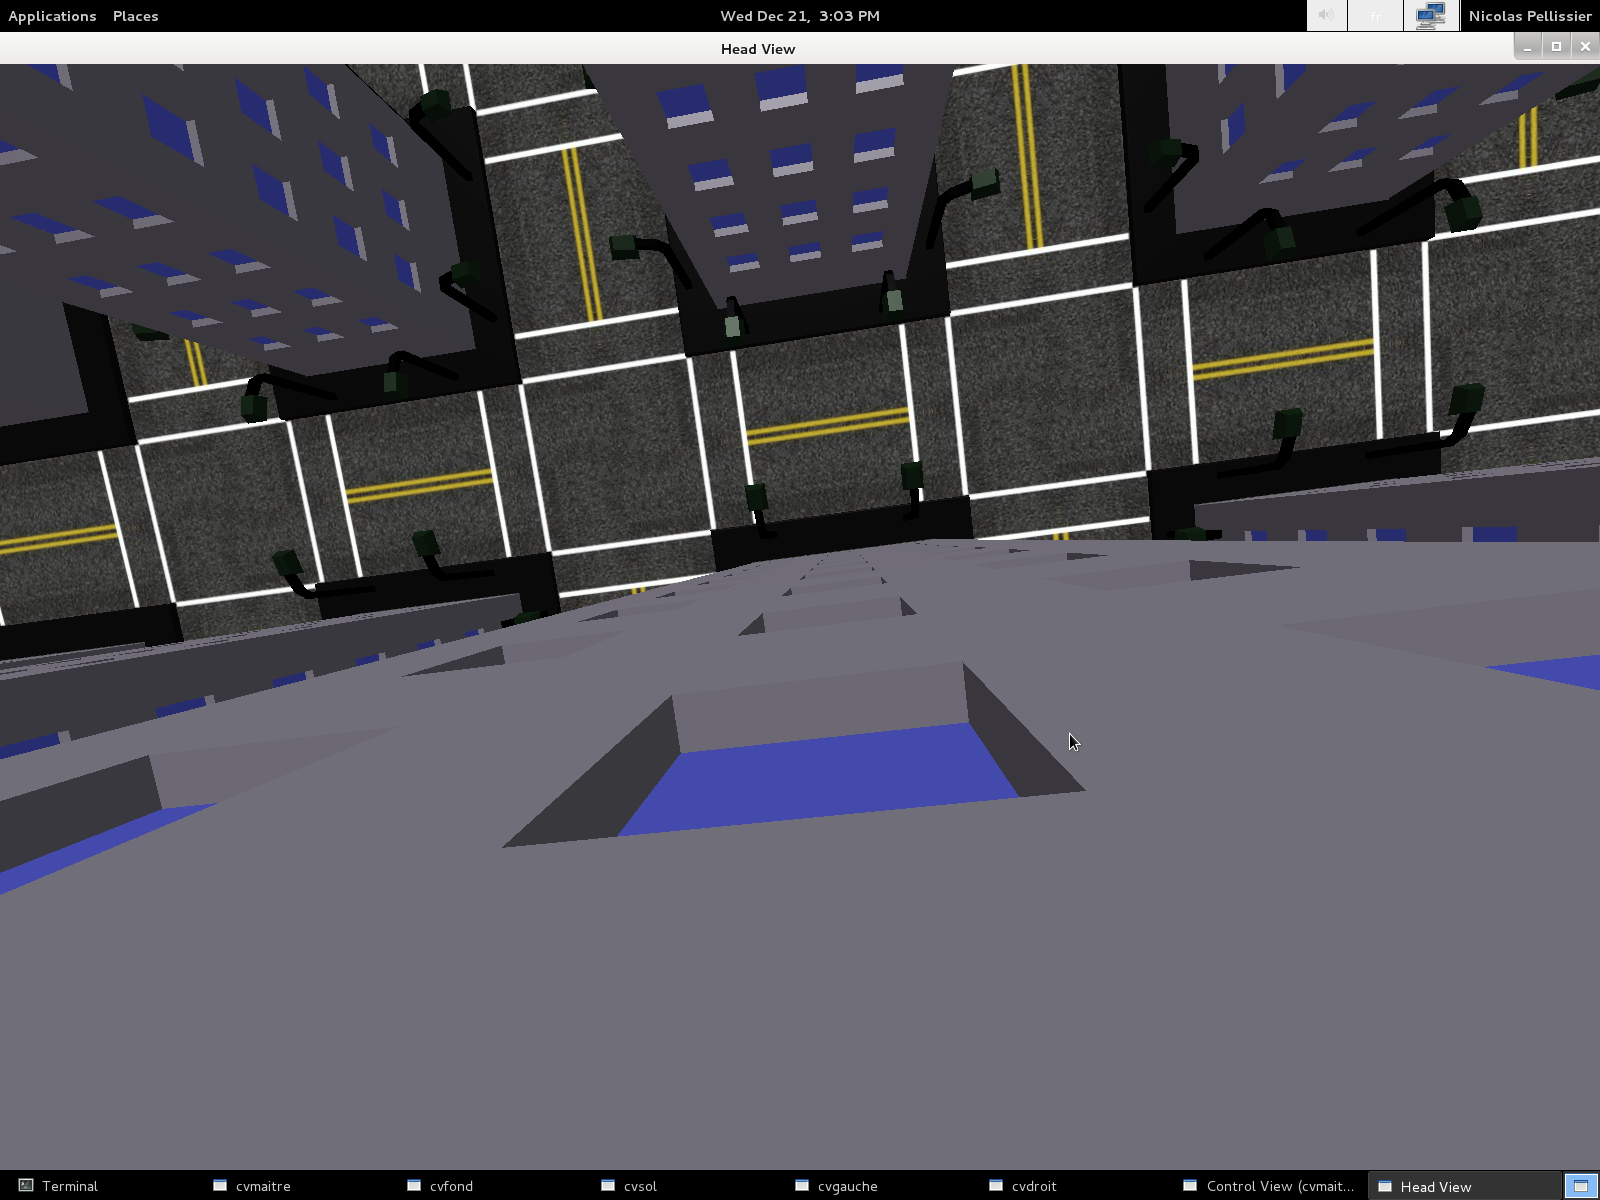 Applications Places Wed Dec 21, 3:03 PM fr Nicolas Pellissier
Head View
Terminal cvmaitre cvfond cvsol cvgauche cvdroit Control View (cvmait... Head View